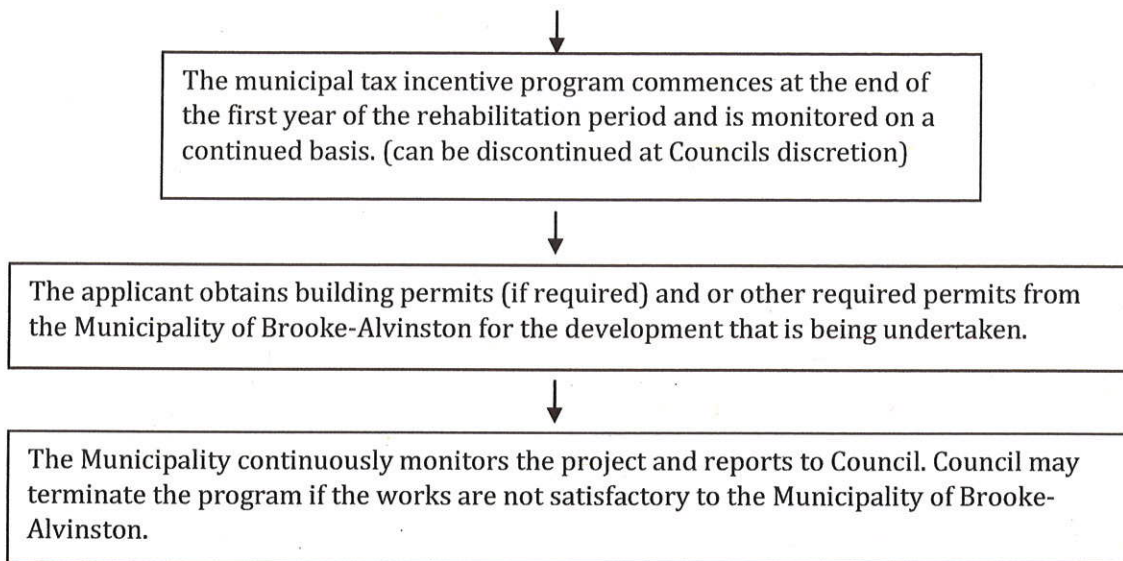 The municipal tax incentive program commences at the end of
the first year of the rehabilitation period and is monitored on a
continued basis. (can be discontinued at Councils discretion)
The applicant obtains building permits (if required) and or other required permits from
the Municipality of Brooke-Alvinston for the development that is being undertaken.
The Municipality continuously monitors the project and reports to Council. Council may
terminate the program if the works are not satisfactory to the Municipality of Brooke-
Alvinston.